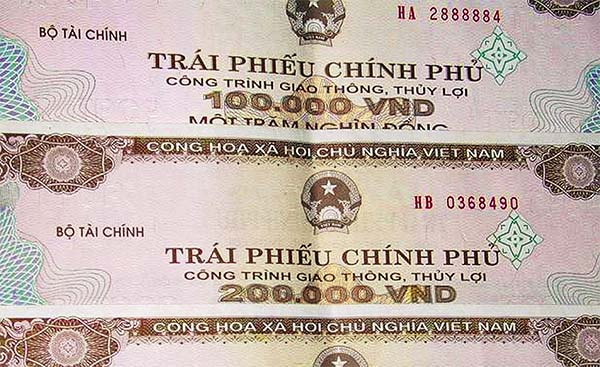 HA 2888884
BỘ TÀI CHÍNH
TRÁI PHIẾU CHÍNH PHỦ
CÔNG TRÌNH GIAO THÔNG, THỦY LỢI
100.000 VND
MỘT TRĂM NGHÌN ĐỒNG
CỘNG HÒA XÃ HỘI CHỦ NGHĨA VIỆT NAM
HB 0368490
BỘ TÀI CHÍNH
TRÁI PHIẾU CHÍNH PHỦ
CÔNG TRÌNH GIAO THÔNG, THỦY LỢI
200.000 VND
CỘNG HÒA XÃ HỘI CHỦ NGHĨA VIỆT NAM